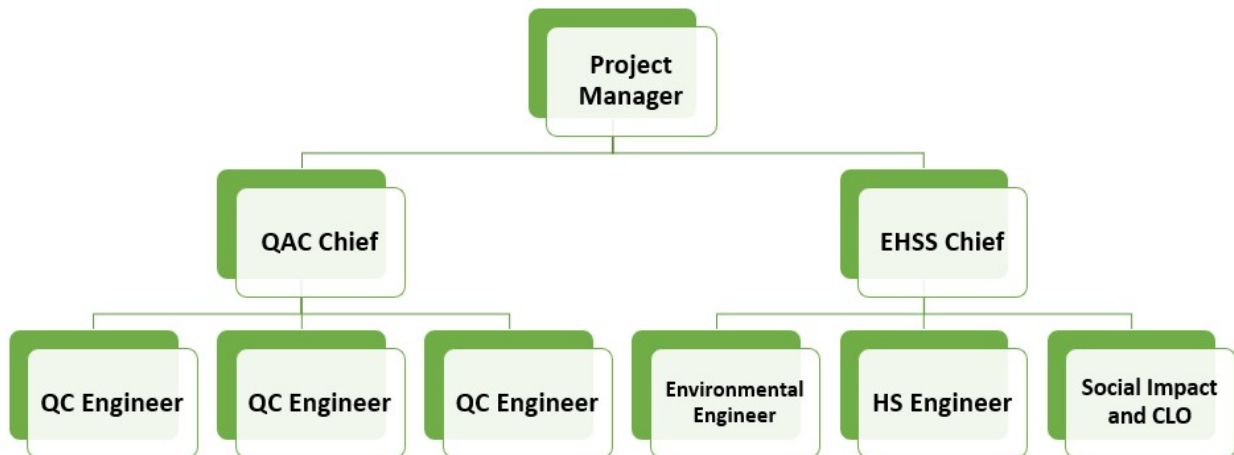 Project
Manager
QAC Chief
EHSS Chief
QC Engineer
QC Engineer
QC Engineer
Environmental
Engineer
HS Engineer
Social Impact
and CLO